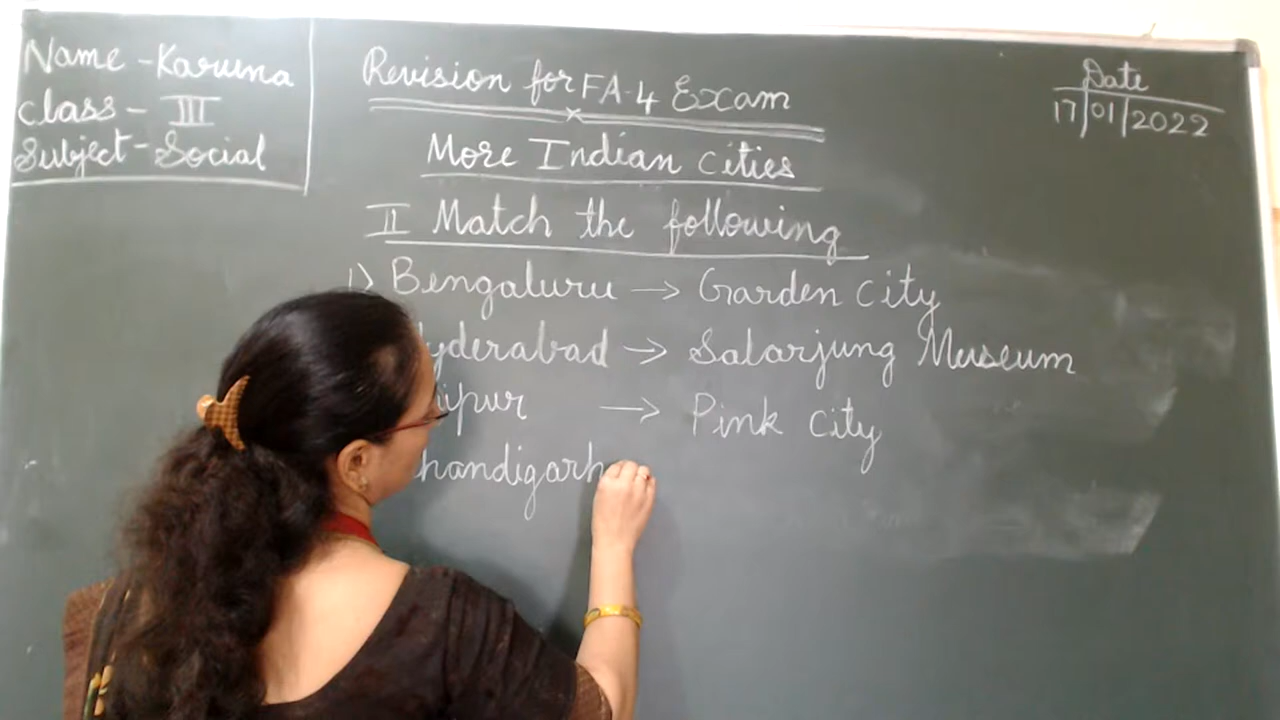 Name - Karuna
Class - III
Subject - Social
Revision for FA-4 Exam
Date
17/01/2022
More Indian Cities
II Match the following
1) Bengaluru → Garden City
yderabad → Salarjung Museum
ipur → Pink City
handigarh